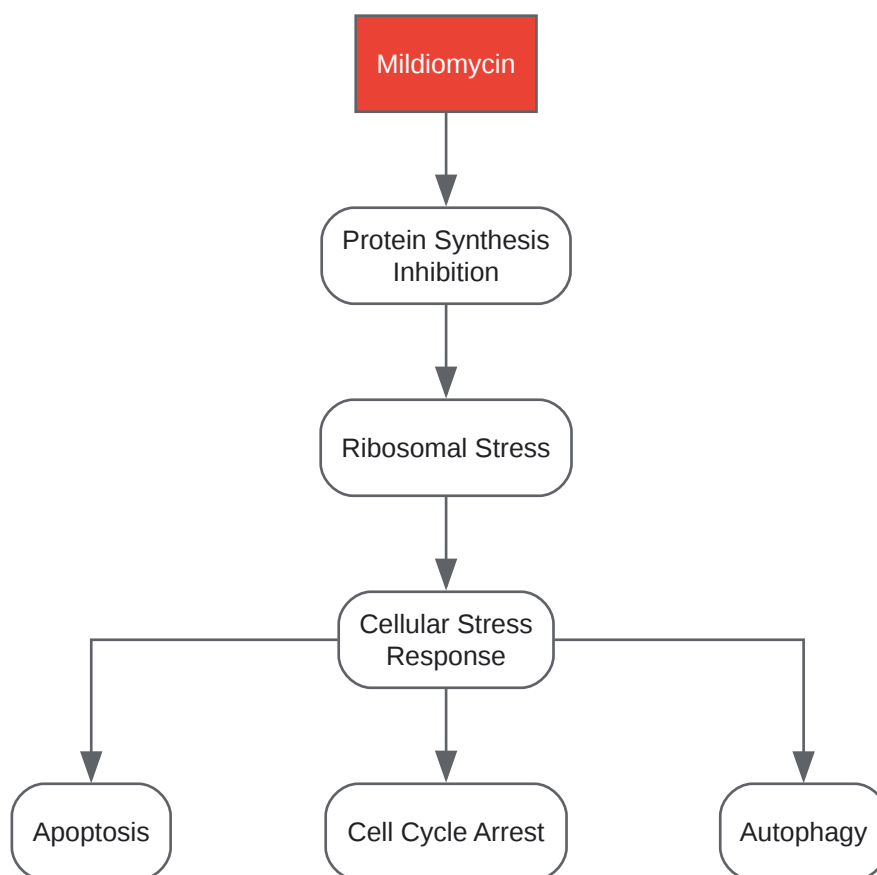 Mildiomycin
Protein Synthesis
Inhibition
Ribosomal Stress
Cellular Stress
Response
Apoptosis
Cell Cycle Arrest
Autophagy